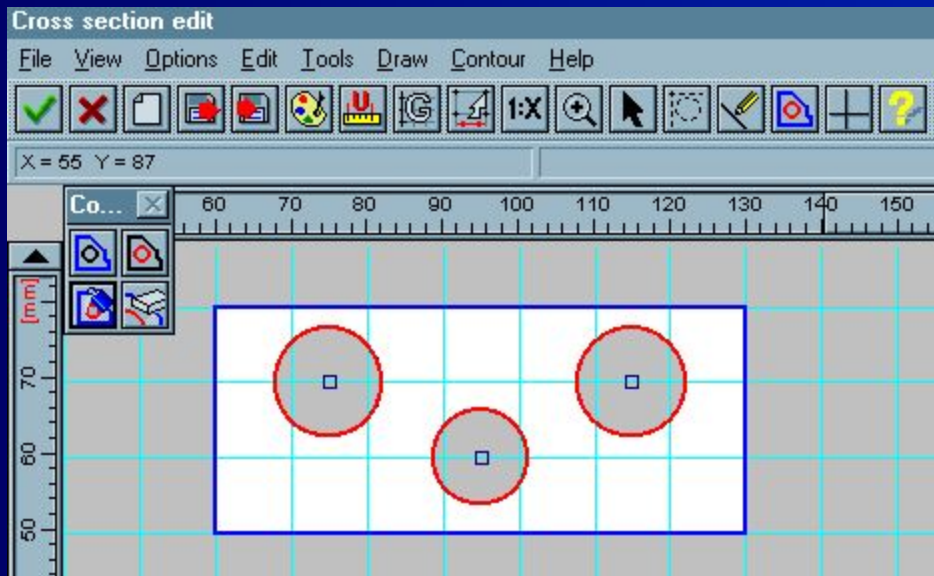 Cross section edit
File View Options Edit Tools Draw Contour Help
U G 1:X ?
X = 55 Y = 87
Co...
60 70 80 90 100 110 120 130 140 150
[m]
70
60
50